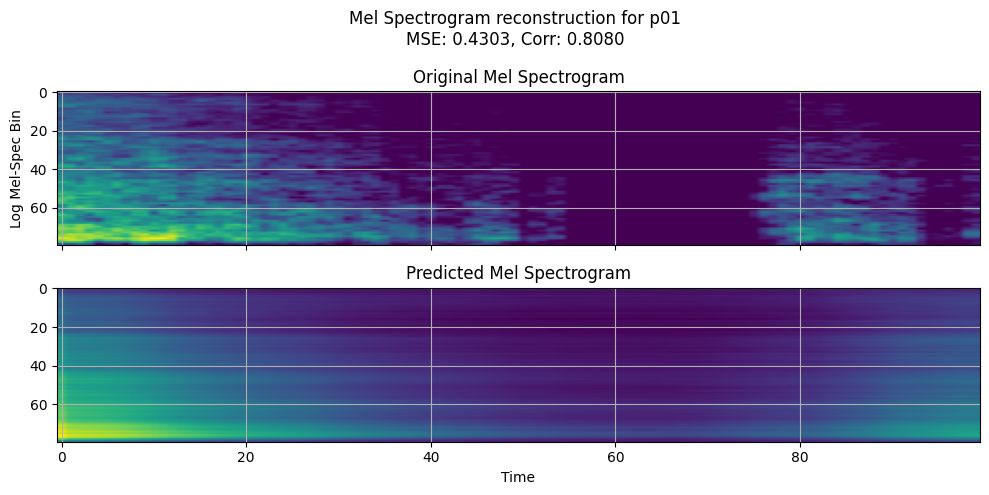 Mel Spectrogram reconstruction for p01
MSE: 0.4303, Corr: 0.8080
Original Mel Spectrogram
0
20
40
60
Log Mel-Spec Bin
Predicted Mel Spectrogram
0
20
40
60
0 20 40 60 80
Time